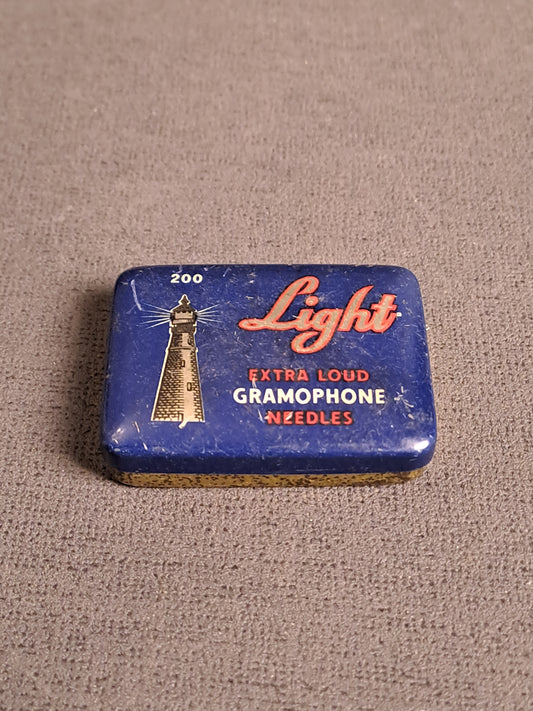 200
Light
EXTRA LOUD
GRAMOPHONE
NEEDLES